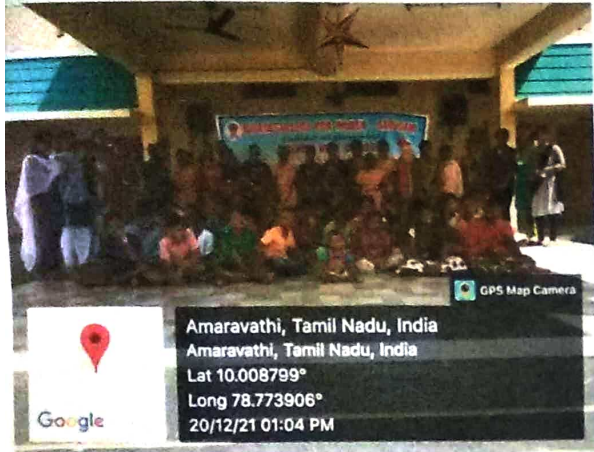 GPS Map Camera
Amaravathi, Tamil Nadu, India
Amaravathi, Tamil Nadu, India
Lat 10.008799°
Long 78.773906°
20/12/21 01:04 PM
Google